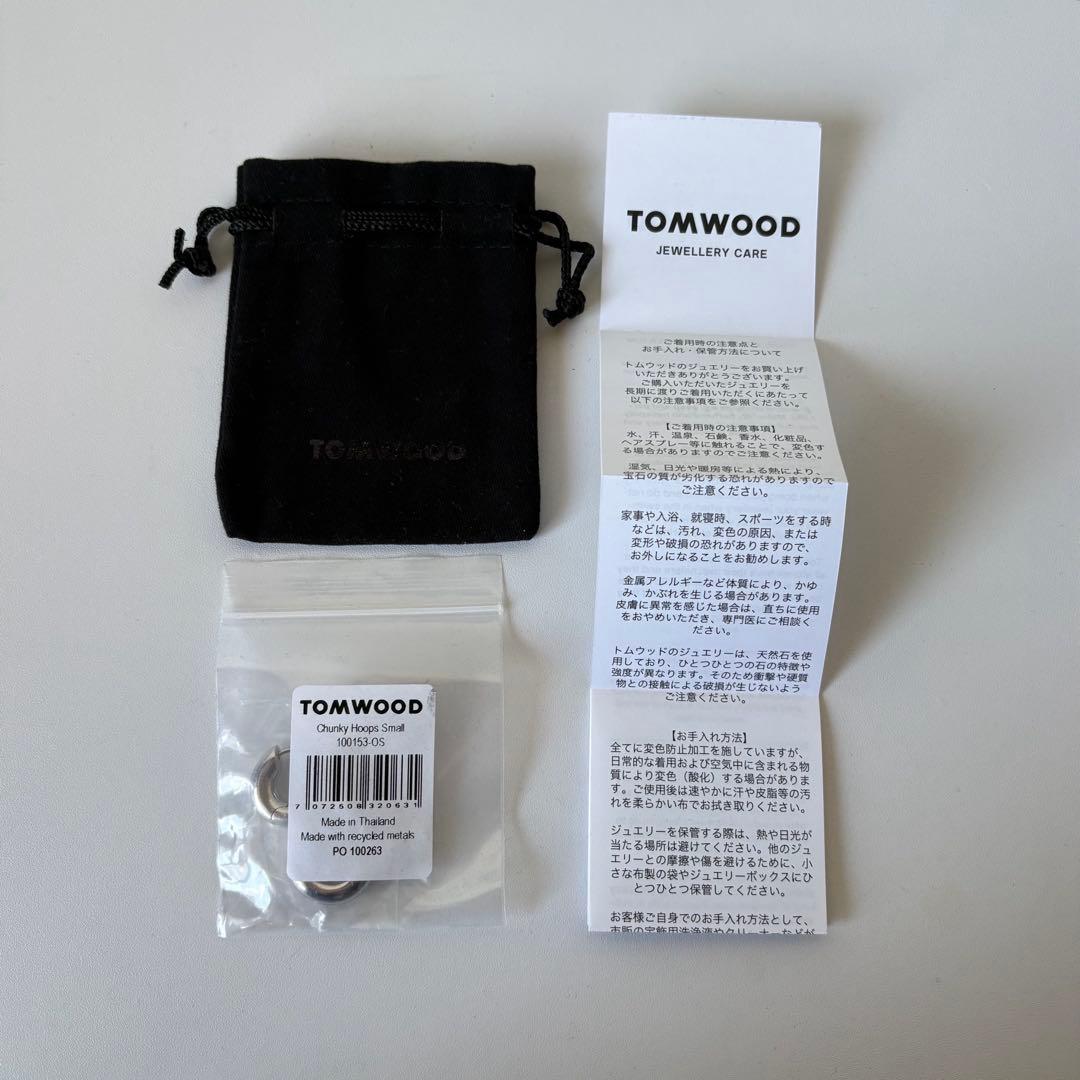 TOMWOOD
TOMWOOD
JEWELLERY CARE
ご着用時の注意点と
お手入れ・保管方法について
トムウッドのジュエリーをお買い上げ
いただきありがとうございます。
ご購入いただいたジュエリーを
長期に渡りご着用いただくにあたって
以下の注意事項をご参照ください。
【ご着用時の注意事項】
水、汗、温泉、石鹸、香水、化粧品、
ヘアスプレー等に触れることで、変色す
る場合がありますのでご注意ください。
湿気、日光や暖房等による熱により、
宝石の質が劣化する恐れがありますので
ご注意ください。
家事や入浴、就寝時、スポーツをする時
などは、汚れ、変色の原因、または
変形や破損の恐れがありますので、
お外しになることをお勧めします。
金属アレルギーなど体質により、かゆ
み、かぶれを生じる場合があります。
皮膚に異常を感じた場合は、直ちに使用
をおやめいただき、専門医にご相談く
ださい。
トムウッドのジュエリーは、天然石を使
用しており、ひとつひとつの石の特徴や
強度が異なります。そのため衝撃や硬質
物との接触による破損が生じないよう
ご注意ください。
【お手入れ方法】
全てに変色防止加工を施していますが、
日常的な着用および空気中に含まれる物
質により変色（酸化）する場合がありま
す。ご使用後は速やかに汗や皮脂等の汚
れを柔らかい布でお拭き取りください。
ジュエリーを保管する際は、熱や日光が
当たる場所は避けてください。他のジュ
エリーとの摩擦や傷を避けるために、小
さな布製の袋やジュエリーボックスにひ
とつひとつ保管してください。
お客様ご自身でのお手入れ方法として、
市販の宝飾用洗浄液やクリーナーなどが
TOMWOOD
Chunky Hoops Small
100153-OS
7 072508 320631
Made in Thailand
Made with recycled metals
PO 100263